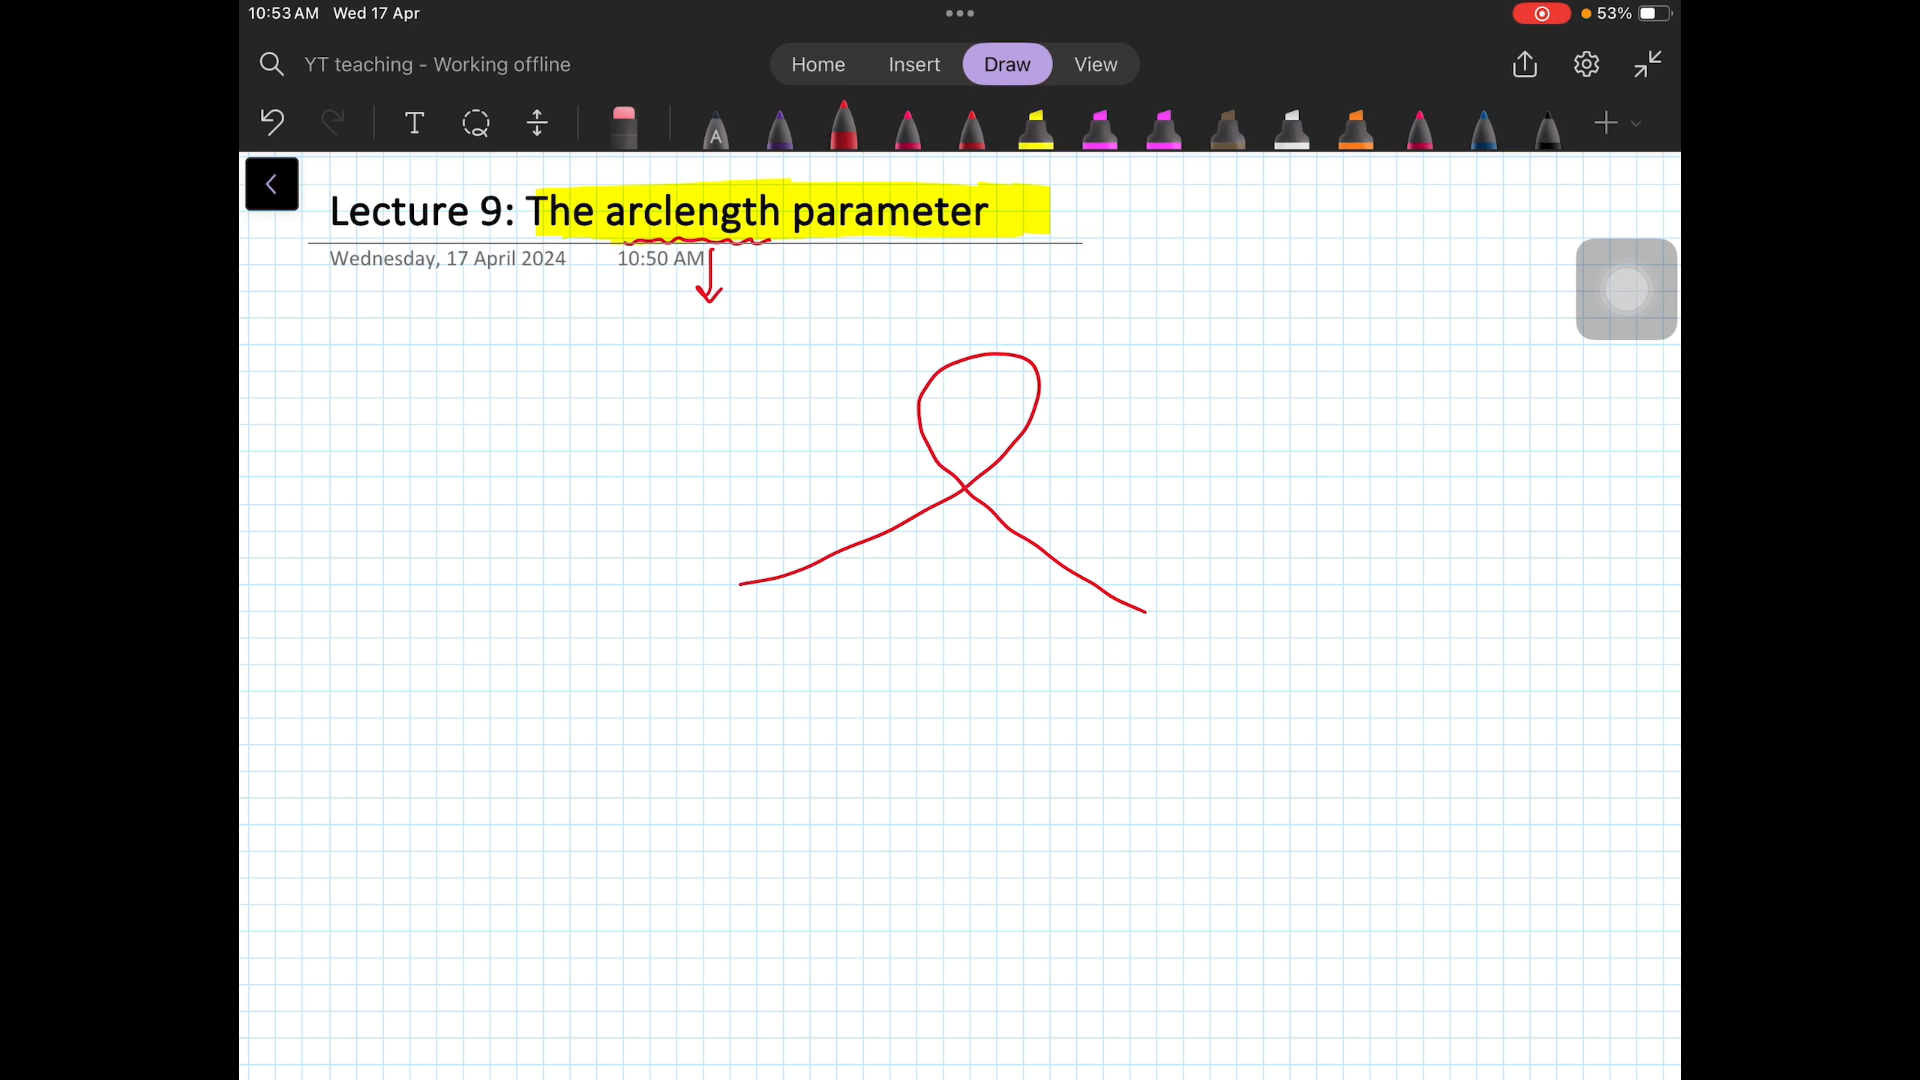 10:53 AM Wed 17 Apr
53%
YT teaching - Working offline
Home Insert Draw View
T
A
Lecture 9: The arclength parameter
Wednesday, 17 April 2024 10:50 AM